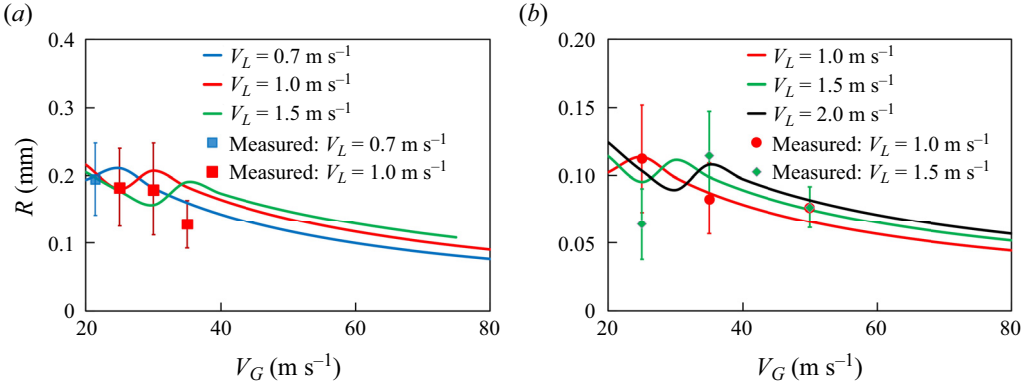 (a)
0.4
0.3
0.2
0.1
0
R (mm)
V_L = 0.7 m s⁻¹
V_L = 1.0 m s⁻¹
V_L = 1.5 m s⁻¹
Measured: V_L = 0.7 m s⁻¹
Measured: V_L = 1.0 m s⁻¹
20 40 60 80
V_G (m s⁻¹)
(b)
0.20
0.15
0.10
0.05
0
V_L = 1.0 m s⁻¹
V_L = 1.5 m s⁻¹
V_L = 2.0 m s⁻¹
Measured: V_L = 1.0 m s⁻¹
Measured: V_L = 1.5 m s⁻¹
20 40 60 80
V_G (m s⁻¹)